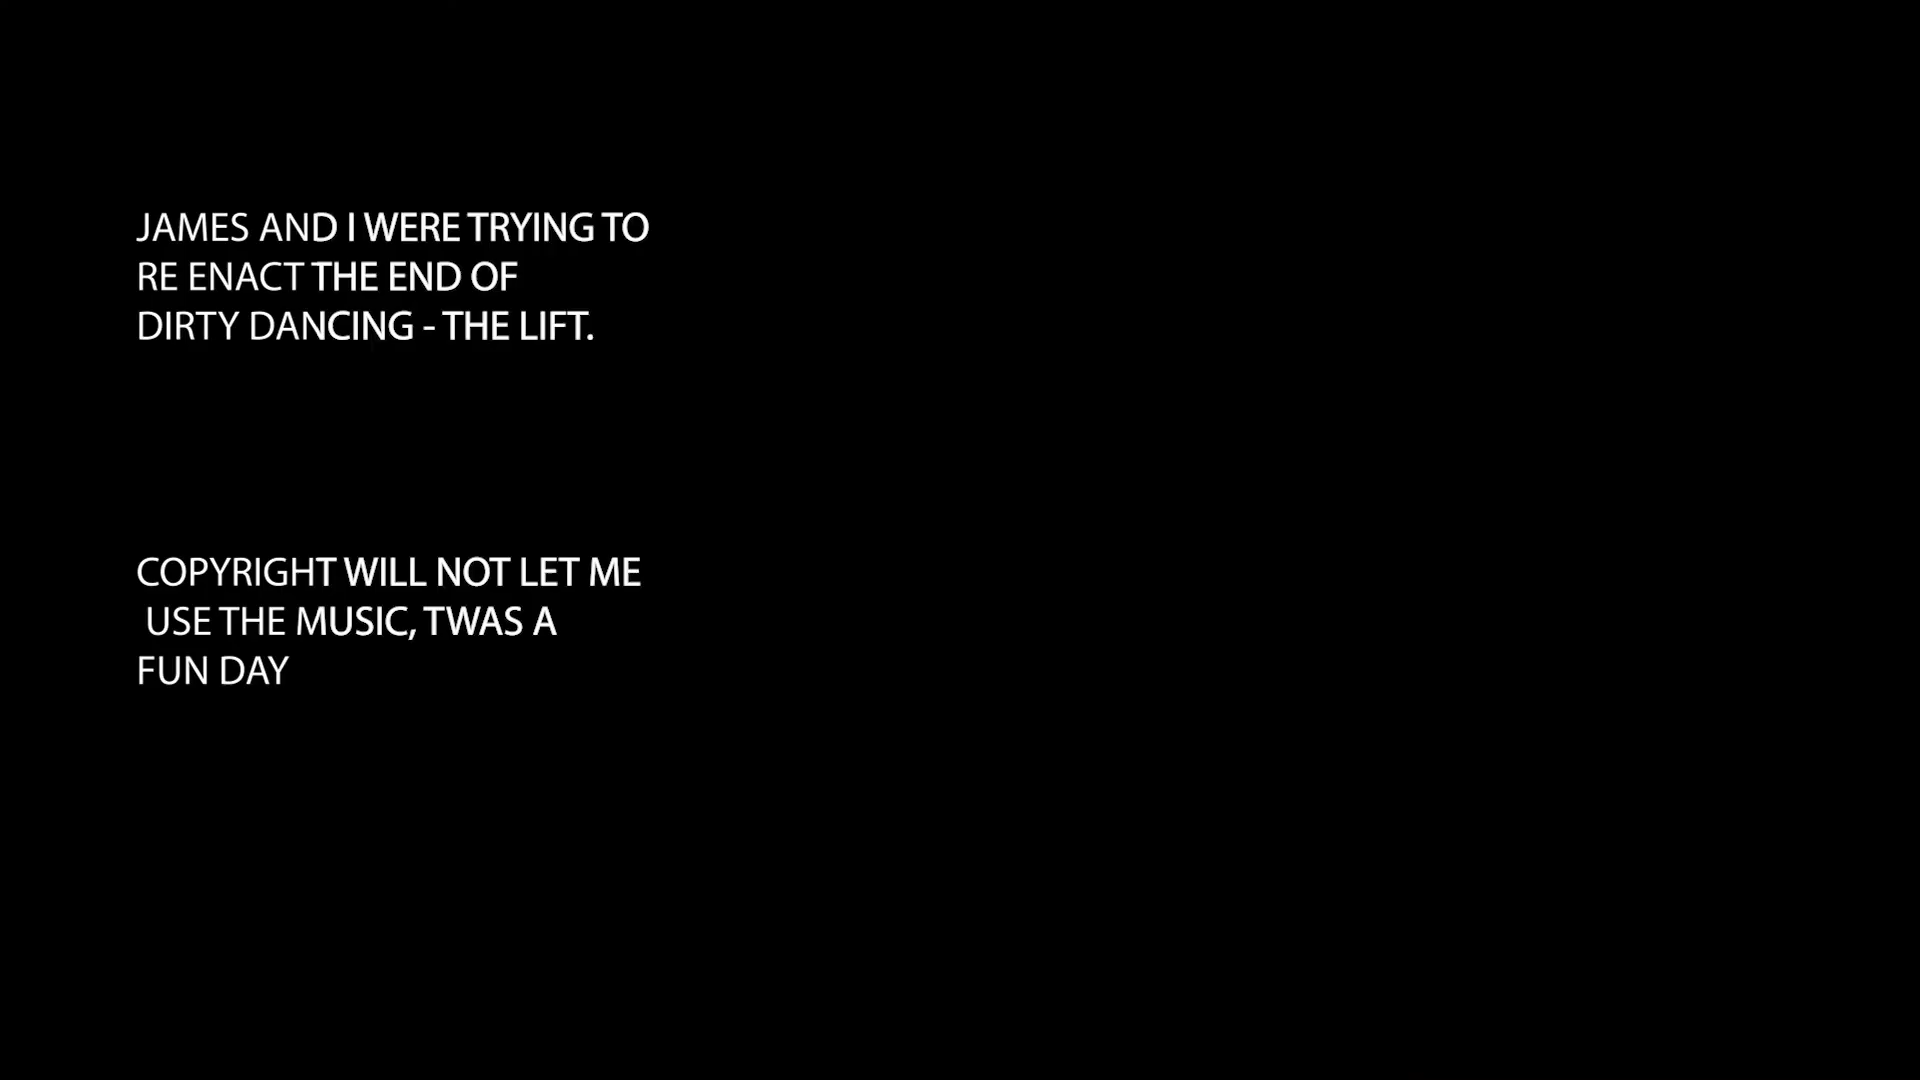 JAMES AND I WERE TRYING TO
RE ENACT THE END OF
DIRTY DANCING - THE LIFT.
COPYRIGHT WILL NOT LET ME
USE THE MUSIC, TWAS A
FUN DAY